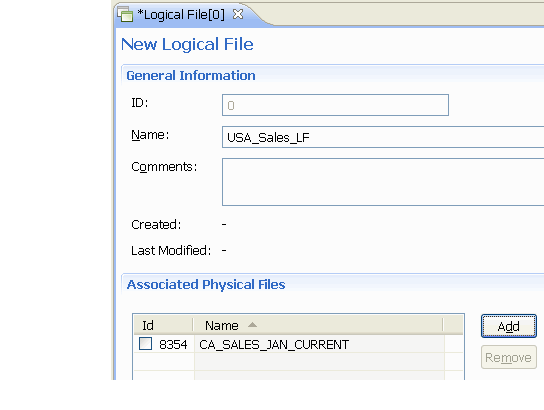 *Logical File[0]
New Logical File
General Information
ID: 0
Name: USA_Sales_LF
Comments:
Created: -
Last Modified: -
Associated Physical Files
Id Name Add
8354 CA_SALES_JAN_CURRENT
Remove